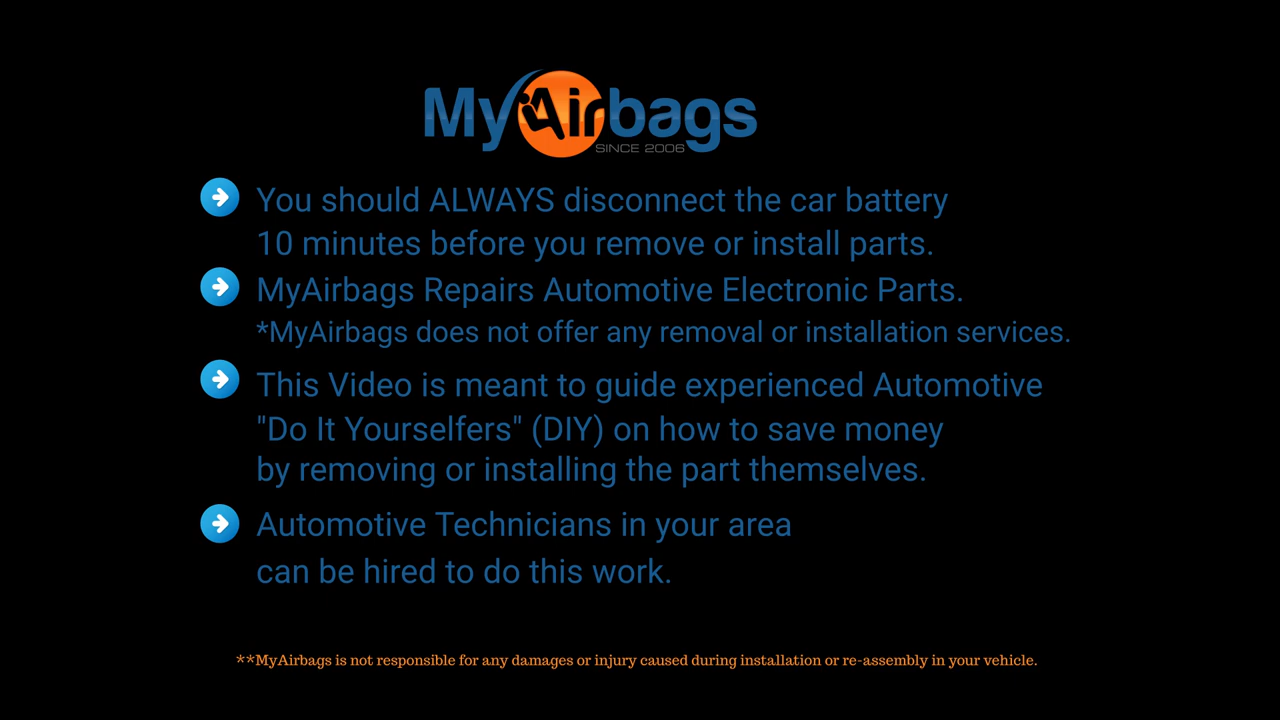 MyAirbags
SINCE 2006
You should ALWAYS disconnect the car battery
10 minutes before you remove or install parts.
MyAirbags Repairs Automotive Electronic Parts.
*MyAirbags does not offer any removal or installation services.
This Video is meant to guide experienced Automotive
"Do It Yourselfers" (DIY) on how to save money
by removing or installing the part themselves.
Automotive Technicians in your area
can be hired to do this work.
**MyAirbags is not responsible for any damages or injury caused during installation or re-assembly in your vehicle.